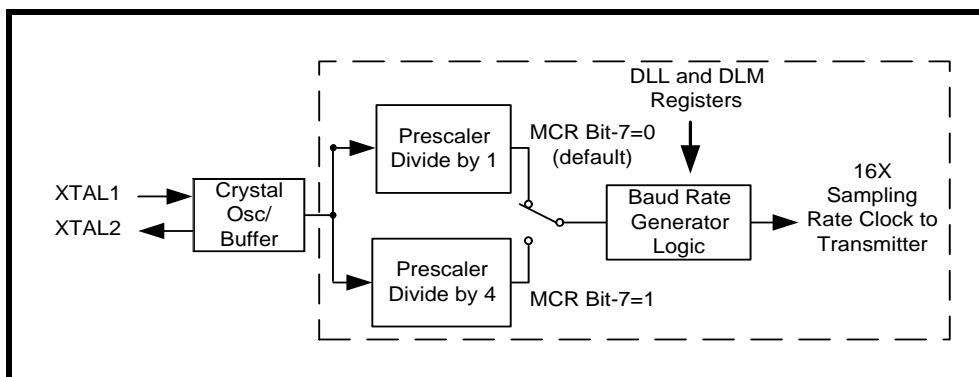 DLL and DLM
Registers
Prescaler
Divide by 1
MCR Bit-7=0
(default)
XTAL1
XTAL2
Crystal
Osc/
Buffer
Baud Rate
Generator
Logic
16X
Sampling
Rate Clock to
Transmitter
Prescaler
Divide by 4
MCR Bit-7=1